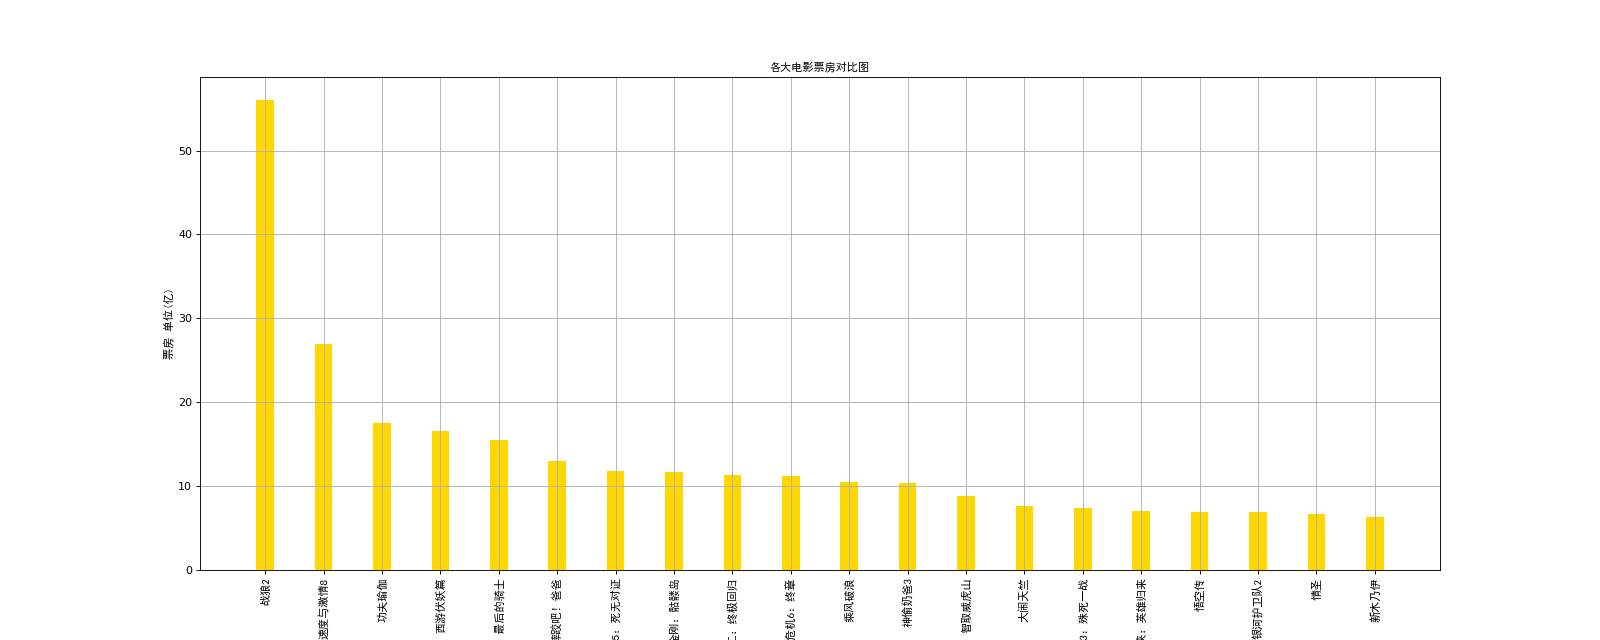 各大电影票房对比图
票房 单位(亿)
50
40
30
20
10
0
战狼2
速度与激情8
功夫瑜伽
西游伏妖篇
最后的骑士
摔跤吧! 爸爸
5: 死无对证
金刚: 骷髅岛
: 终极回归
危机6: 终章
乘风破浪
神偷奶爸3
智取威虎山
大闹天竺
3: 殊死一战
侠: 英雄归来
悟空传
银河护卫队2
情圣
新木乃伊